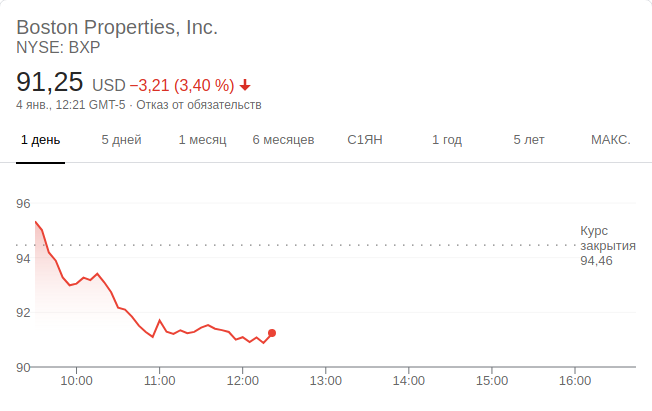 Boston Properties, Inc.
NYSE: BXP
91,25 USD −3,21 (3,40 %)
4 янв., 12:21 GMT-5 · Отказ от обязательств
1 день 5 дней 1 месяц 6 месяцев С1ЯН 1 год 5 лет МАКС.
96
Курс
закрытия
94,46
94
92
90
10:00 11:00 12:00 13:00 14:00 15:00 16:00